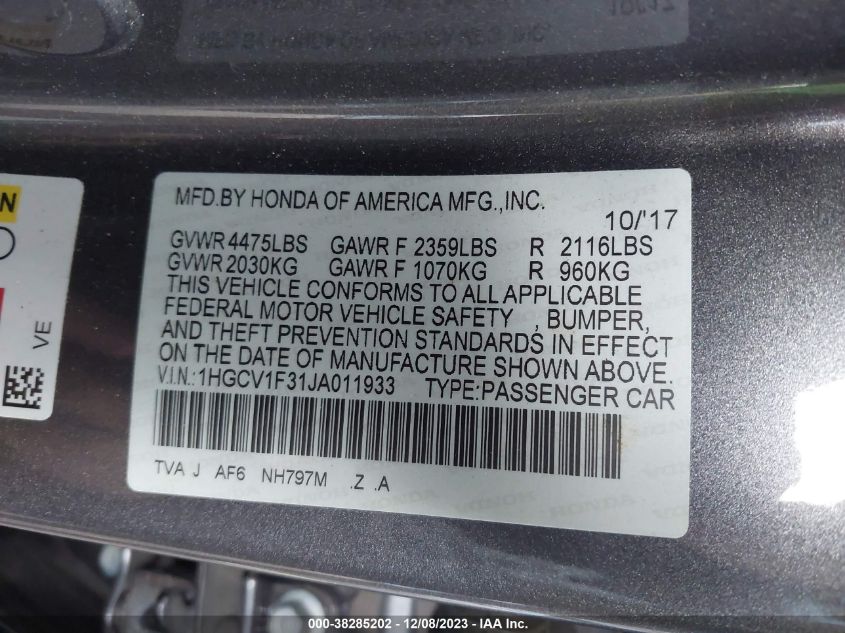 MFD.BY HONDA OF AMERICA MFG.,INC.
10/'17
GVWR 4475LBS GAWR F 2359LBS R 2116LBS
GVWR 2030KG GAWR F 1070KG R 960KG
THIS VEHICLE CONFORMS TO ALL APPLICABLE
FEDERAL MOTOR VEHICLE SAFETY , BUMPER,
AND THEFT PREVENTION STANDARDS IN EFFECT
ON THE DATE OF MANUFACTURE SHOWN ABOVE.
V.I.N.:1HGCV1F31JA011933 TYPE:PASSENGER CAR
TVA J AF6 NH797M .Z .A
VE
000-38285202 - 12/08/2023 - IAA Inc.